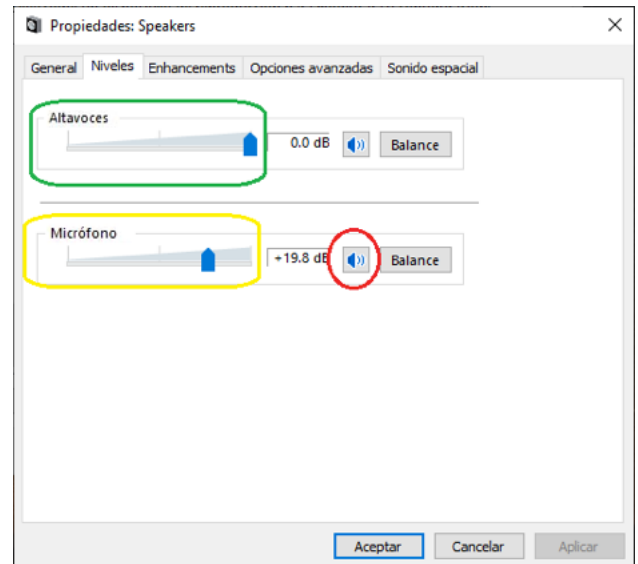 Propiedades: Speakers
General Niveles Enhancements Opciones avanzadas Sonido espacial
Altavoces
0.0 dB Balance
Micrófono
+19.8 dB Balance
Aceptar Cancelar Aplicar